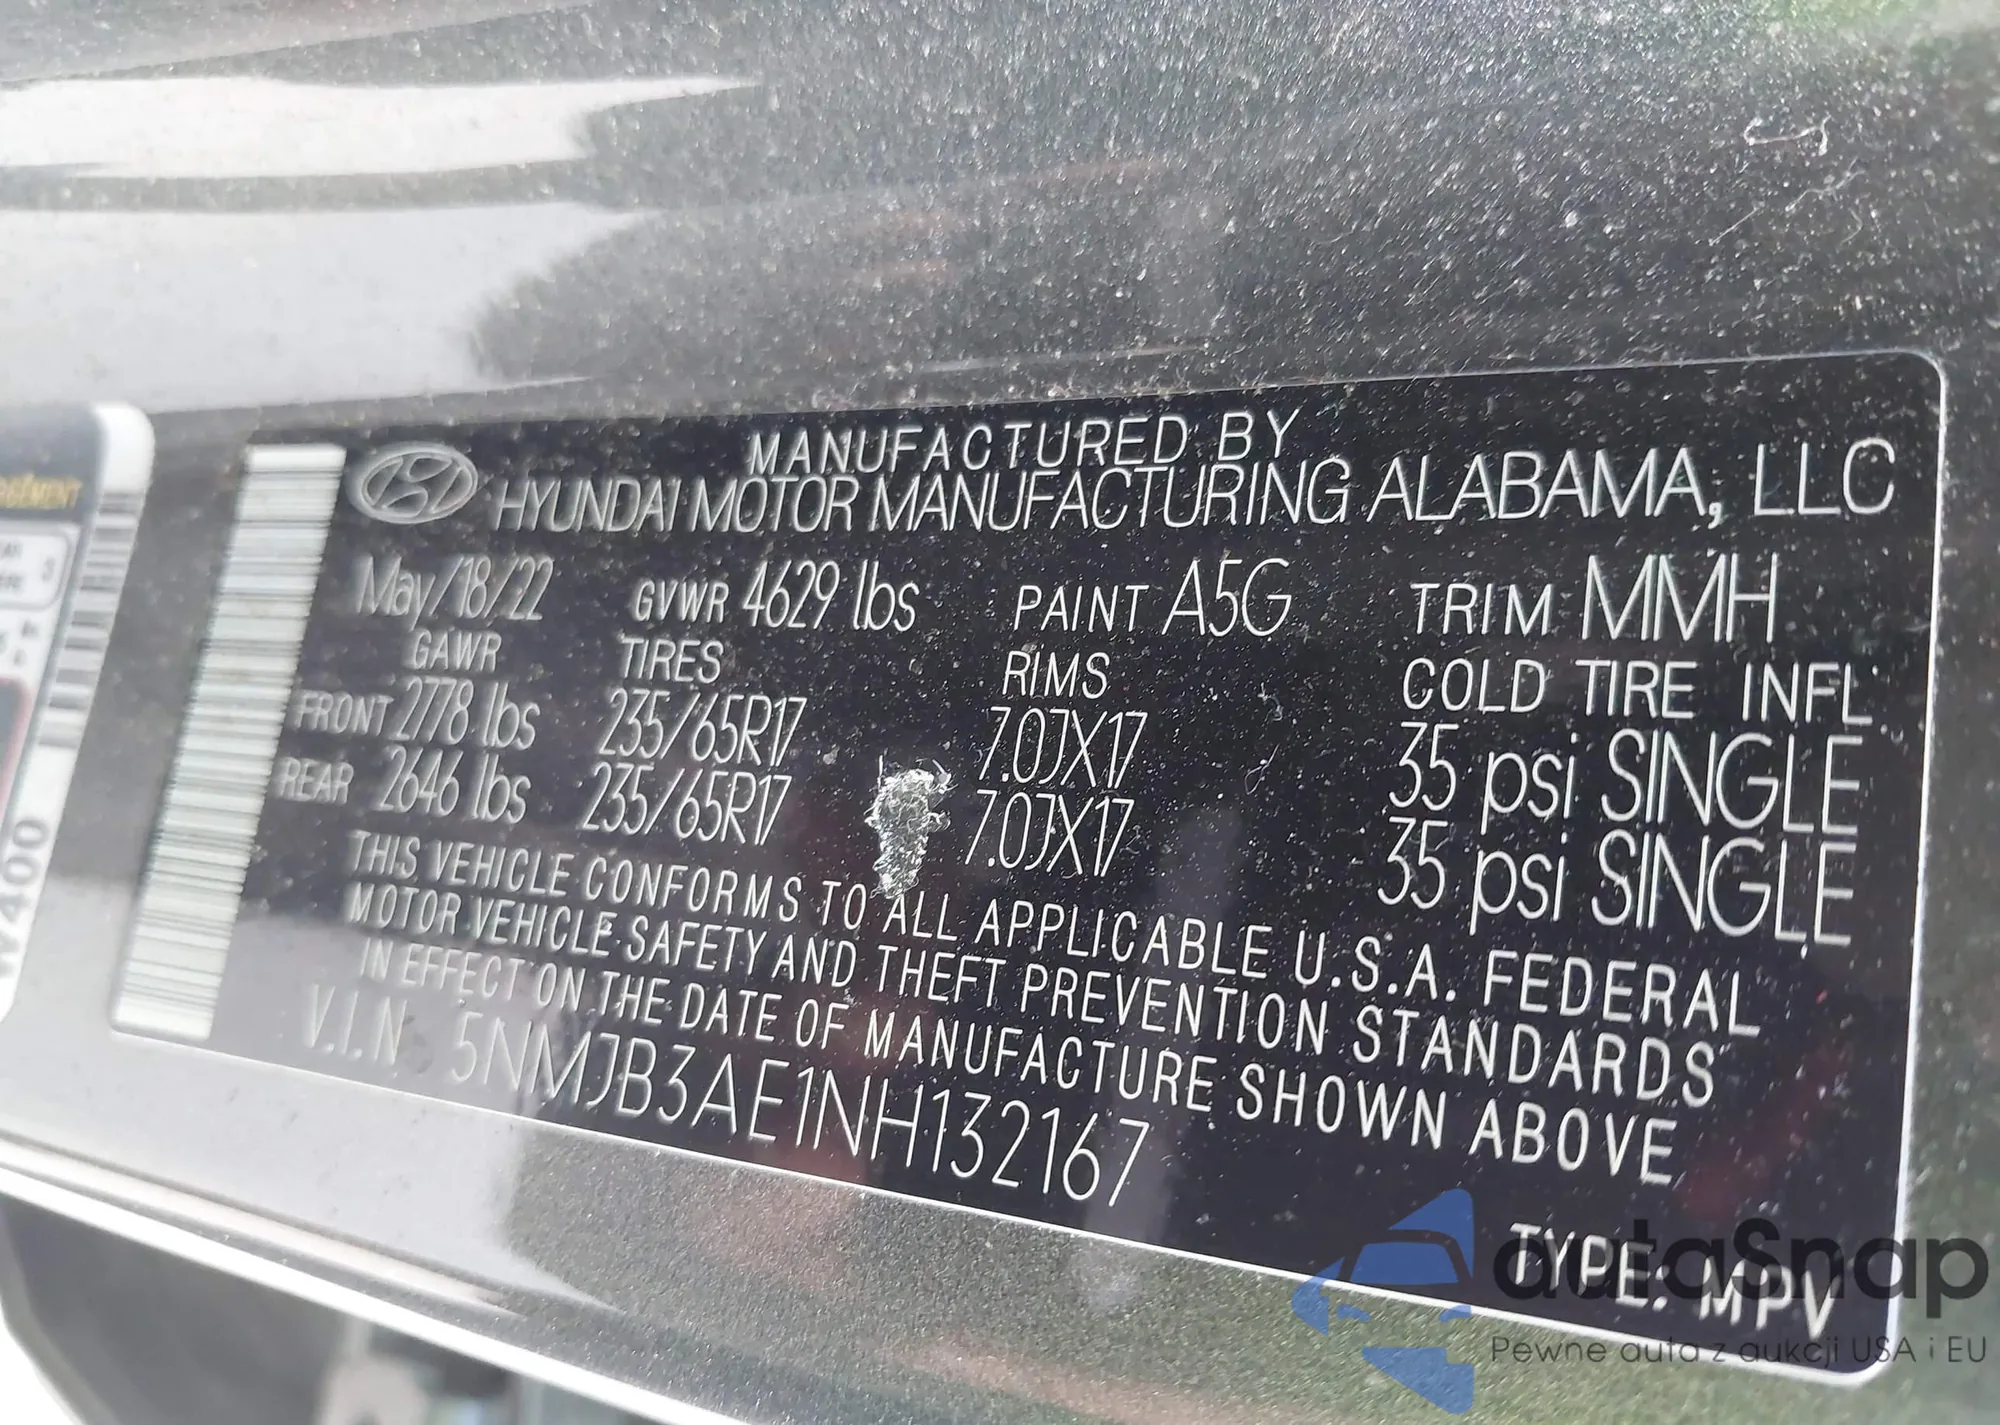 MANUFACTURED BY
HYUNDAI MOTOR MANUFACTURING ALABAMA, LLC
May/18/22 GVWR 4629 lbs PAINT A5G TRIM MMH
GAWR TIRES RIMS COLD TIRE INFL.
FRONT 2778 lbs 235/65R17 7.0JX17 35 psi SINGLE
REAR 2646 lbs 235/65R17 7.0JX17 35 psi SINGLE
THIS VEHICLE CONFORMS TO ALL APPLICABLE U.S.A. FEDERAL
MOTOR VEHICLE SAFETY AND THEFT PREVENTION STANDARDS
IN EFFECT ON THE DATE OF MANUFACTURE SHOWN ABOVE
V.I.N 5NMJB3AE1NH132167
TYPE: MPV
autaSnap
Pewne auta z aukcji USA i EU